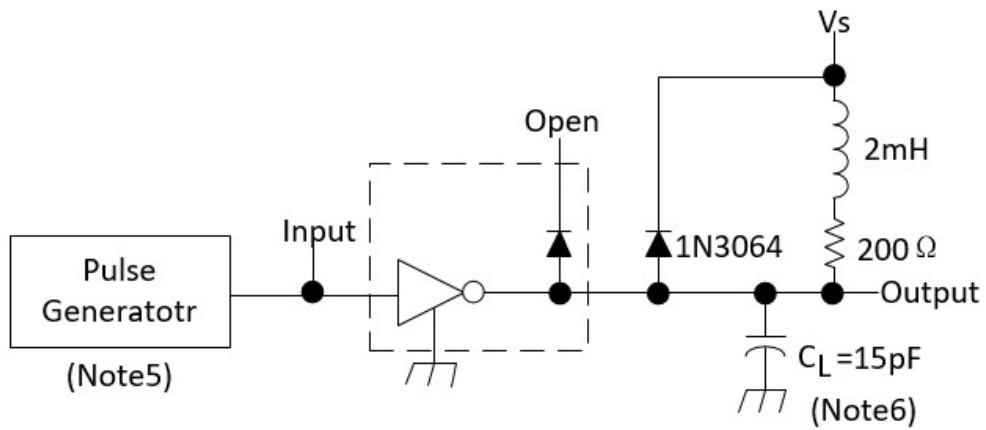 Vs
Open
2mH
Input
1N3064
200 Ω
Pulse
Generatotr
Output
(Note5)
CL=15pF
(Note6)